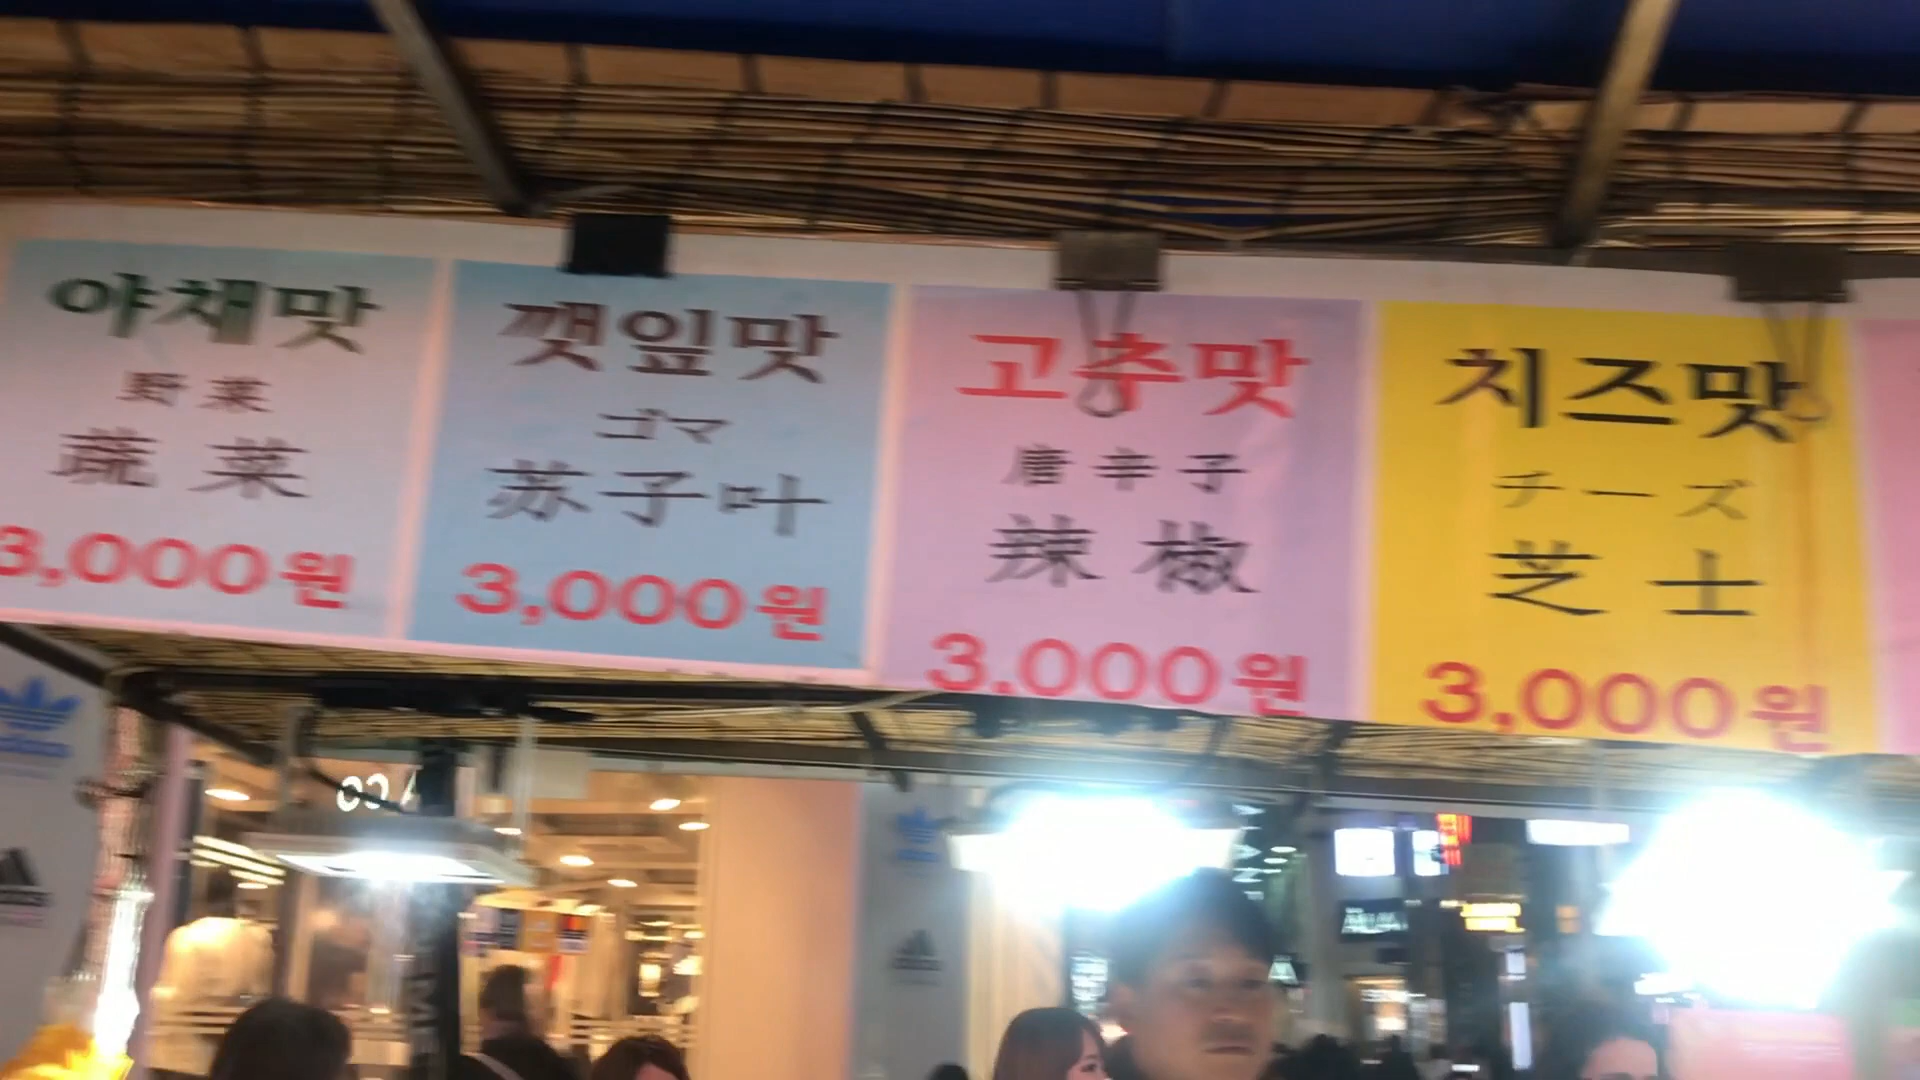 야채맛
野菜
蔬菜
3,000원
깻잎맛
ゴマ
苏子叶
3,000원
고추맛
唐辛子
辣椒
3,000원
치즈맛
チーズ
芝士
3,000원